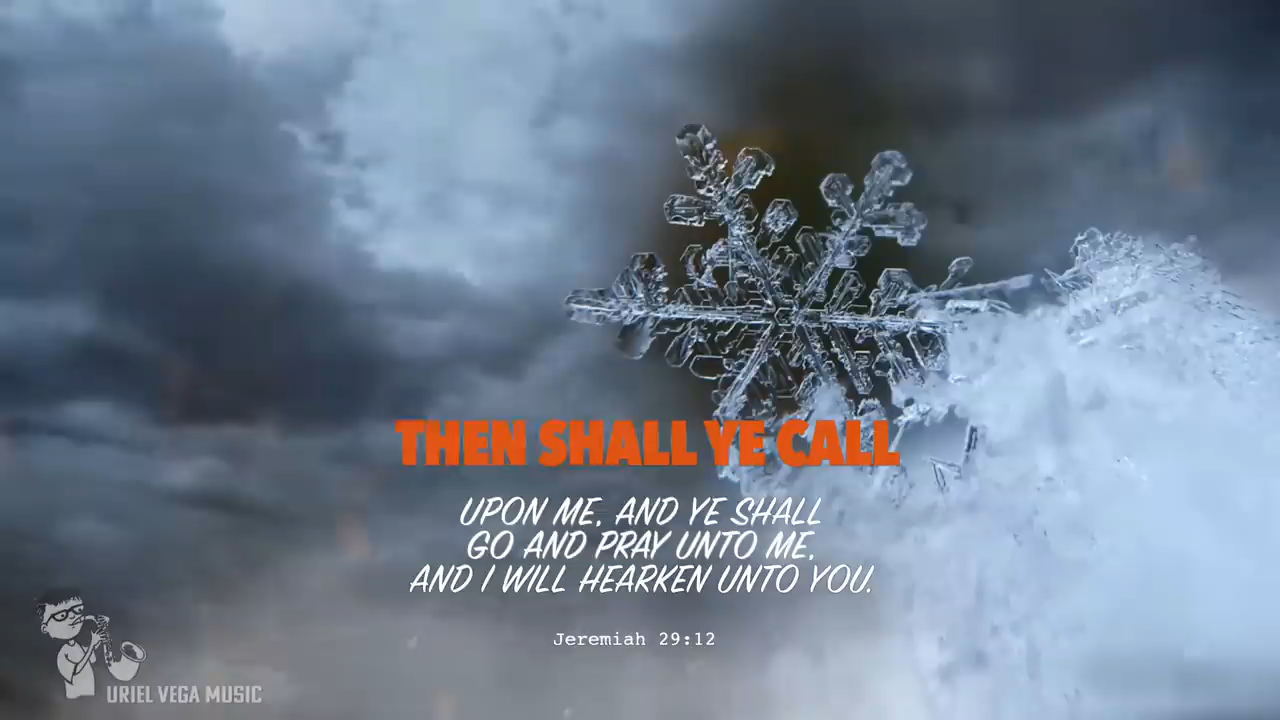 THEN SHALL YE CALL
UPON ME, AND YE SHALL
GO AND PRAY UNTO ME,
AND I WILL HEARKEN UNTO YOU.
Jeremiah 29:12
URIEL VEGA MUSIC